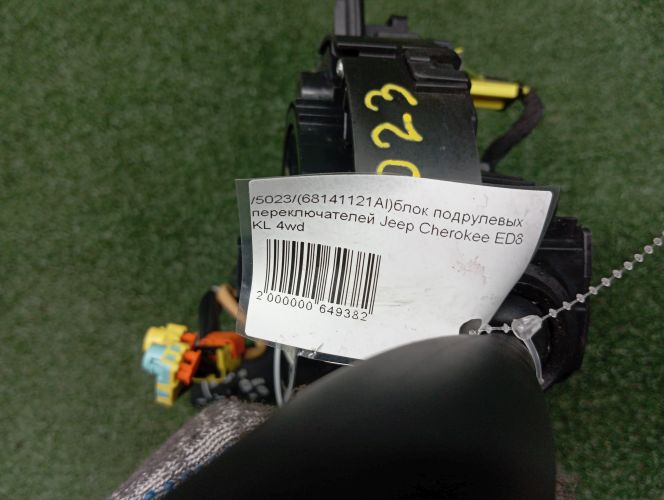 023
/5023/(68141121AI)блок подрулевых
переключателей Jeep Cherokee ED6
KL 4wd
2 000000 649382